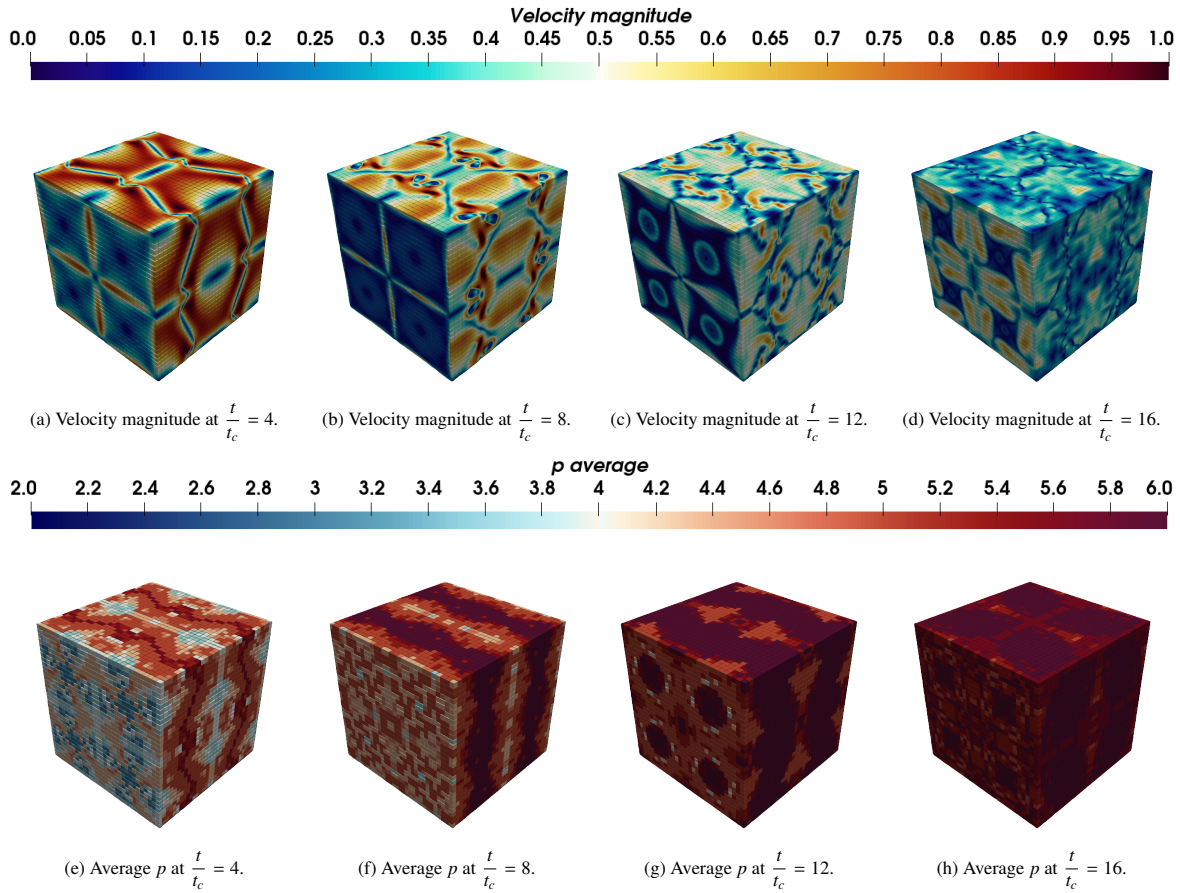 Velocity magnitude
0.0 0.05 0.1 0.15 0.2 0.25 0.3 0.35 0.4 0.45 0.5 0.55 0.6 0.65 0.7 0.75 0.8 0.85 0.9 0.95 1.0
(a) Velocity magnitude at t/t_c = 4.
(b) Velocity magnitude at t/t_c = 8.
(c) Velocity magnitude at t/t_c = 12.
(d) Velocity magnitude at t/t_c = 16.
p average
2.0 2.2 2.4 2.6 2.8 3 3.2 3.4 3.6 3.8 4 4.2 4.4 4.6 4.8 5 5.2 5.4 5.6 5.8 6.0
(e) Average p at t/t_c = 4.
(f) Average p at t/t_c = 8.
(g) Average p at t/t_c = 12.
(h) Average p at t/t_c = 16.